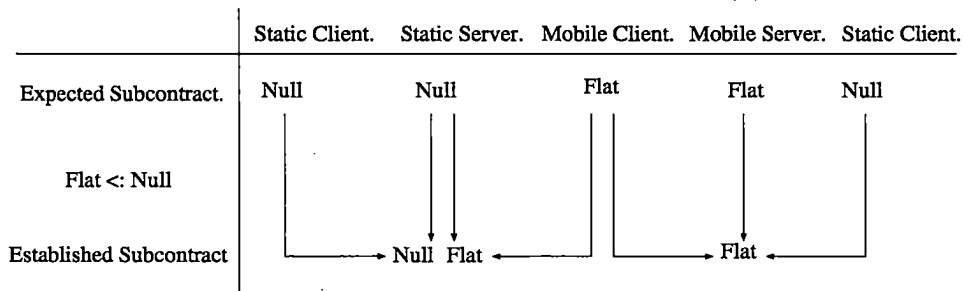 Static Client. Static Server. Mobile Client. Mobile Server. Static Client.
Expected Subcontract. Null Null Flat Flat Null
Flat <: Null
Established Subcontract Null Flat Flat